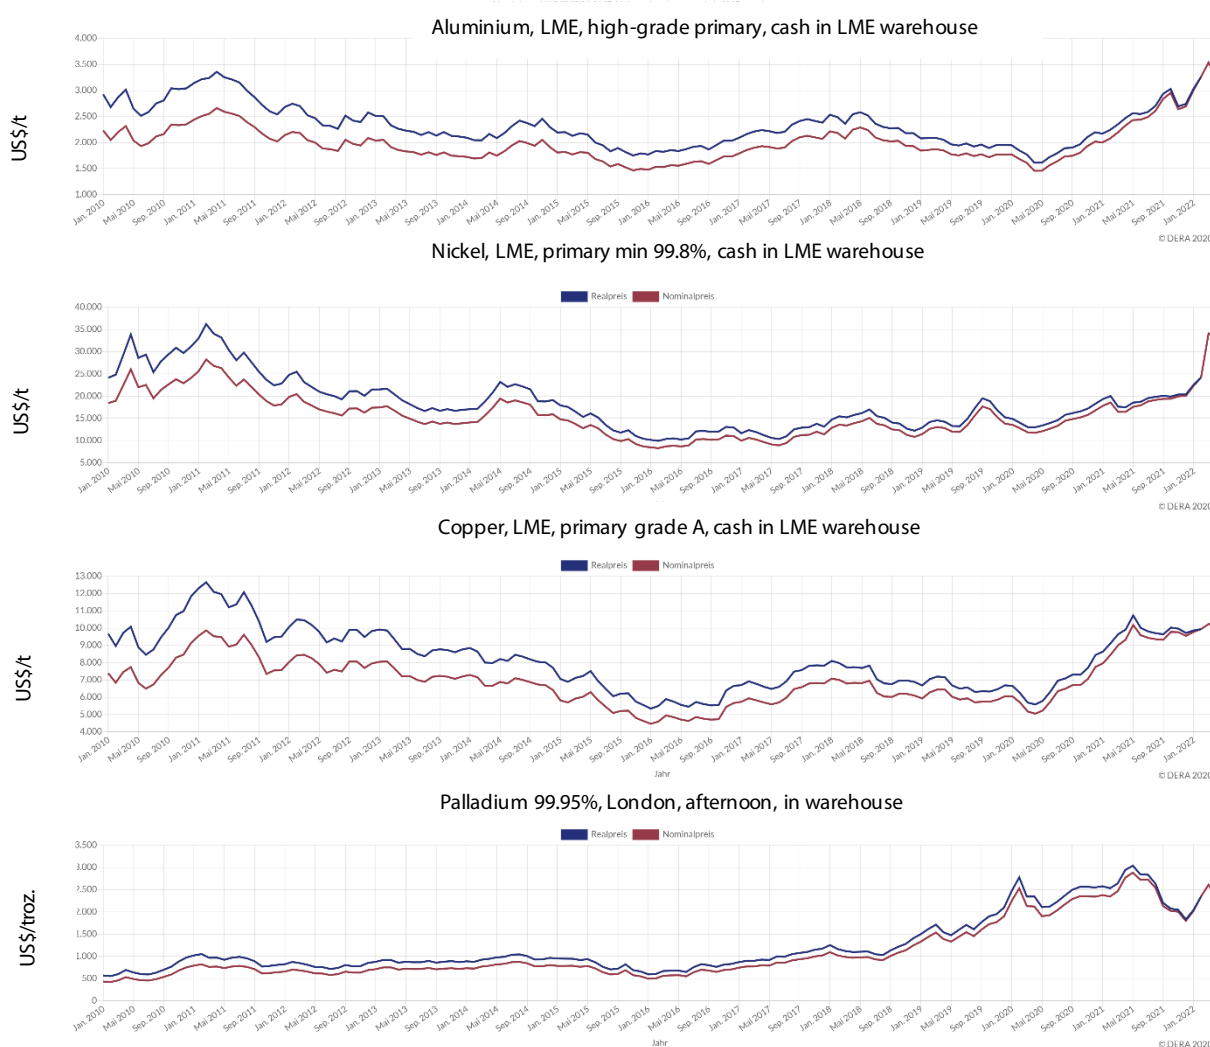 Aluminium, LME, high-grade primary, cash in LME warehouse
US$/t
4.000
3.500
3.000
2.500
2.000
1.500
1.000
Jan. 2010 Mai 2010 Sep. 2010 Jan. 2011 Mai 2011 Sep. 2011 Jan. 2012 Mai 2012 Sep. 2012 Jan. 2013 Mai 2013 Sep. 2013 Jan. 2014 Mai 2014 Sep. 2014 Jan. 2015 Mai 2015 Sep. 2015 Jan. 2016 Mai 2016 Sep. 2016 Jan. 2017 Mai 2017 Sep. 2017 Jan. 2018 Mai 2018 Sep. 2018 Jan. 2019 Mai 2019 Sep. 2019 Jan. 2020 Mai 2020 Sep. 2020 Jan. 2021 Mai 2021 Sep. 2021 Jan. 2022
© DERA 2020
Nickel, LME, primary min 99.8%, cash in LME warehouse
Realpreis Nominalpreis
US$/t
40.000
35.000
30.000
25.000
20.000
15.000
10.000
5.000
Jan. 2010 Mai 2010 Sep. 2010 Jan. 2011 Mai 2011 Sep. 2011 Jan. 2012 Mai 2012 Sep. 2012 Jan. 2013 Mai 2013 Sep. 2013 Jan. 2014 Mai 2014 Sep. 2014 Jan. 2015 Mai 2015 Sep. 2015 Jan. 2016 Mai 2016 Sep. 2016 Jan. 2017 Mai 2017 Sep. 2017 Jan. 2018 Mai 2018 Sep. 2018 Jan. 2019 Mai 2019 Sep. 2019 Jan. 2020 Mai 2020 Sep. 2020 Jan. 2021 Mai 2021 Sep. 2021 Jan. 2022
© DERA 2020
Copper, LME, primary grade A, cash in LME warehouse
Realpreis Nominalpreis
US$/t
13.000
12.000
11.000
10.000
9.000
8.000
7.000
6.000
5.000
4.000
Jan. 2010 Mai 2010 Sep. 2010 Jan. 2011 Mai 2011 Sep. 2011 Jan. 2012 Mai 2012 Sep. 2012 Jan. 2013 Mai 2013 Sep. 2013 Jan. 2014 Mai 2014 Sep. 2014 Jan. 2015 Mai 2015 Sep. 2015 Jan. 2016 Mai 2016 Sep. 2016 Jan. 2017 Mai 2017 Sep. 2017 Jan. 2018 Mai 2018 Sep. 2018 Jan. 2019 Mai 2019 Sep. 2019 Jan. 2020 Mai 2020 Sep. 2020 Jan. 2021 Mai 2021 Sep. 2021 Jan. 2022
Jahr
© DERA 2020
Palladium 99.95%, London, afternoon, in warehouse
Realpreis Nominalpreis
US$/troz.
3.500
3.000
2.500
2.000
1.500
1.000
500
0
Jan. 2010 Mai 2010 Sep. 2010 Jan. 2011 Mai 2011 Sep. 2011 Jan. 2012 Mai 2012 Sep. 2012 Jan. 2013 Mai 2013 Sep. 2013 Jan. 2014 Mai 2014 Sep. 2014 Jan. 2015 Mai 2015 Sep. 2015 Jan. 2016 Mai 2016 Sep. 2016 Jan. 2017 Mai 2017 Sep. 2017 Jan. 2018 Mai 2018 Sep. 2018 Jan. 2019 Mai 2019 Sep. 2019 Jan. 2020 Mai 2020 Sep. 2020 Jan. 2021 Mai 2021 Sep. 2021 Jan. 2022
Jahr
© DERA 2020